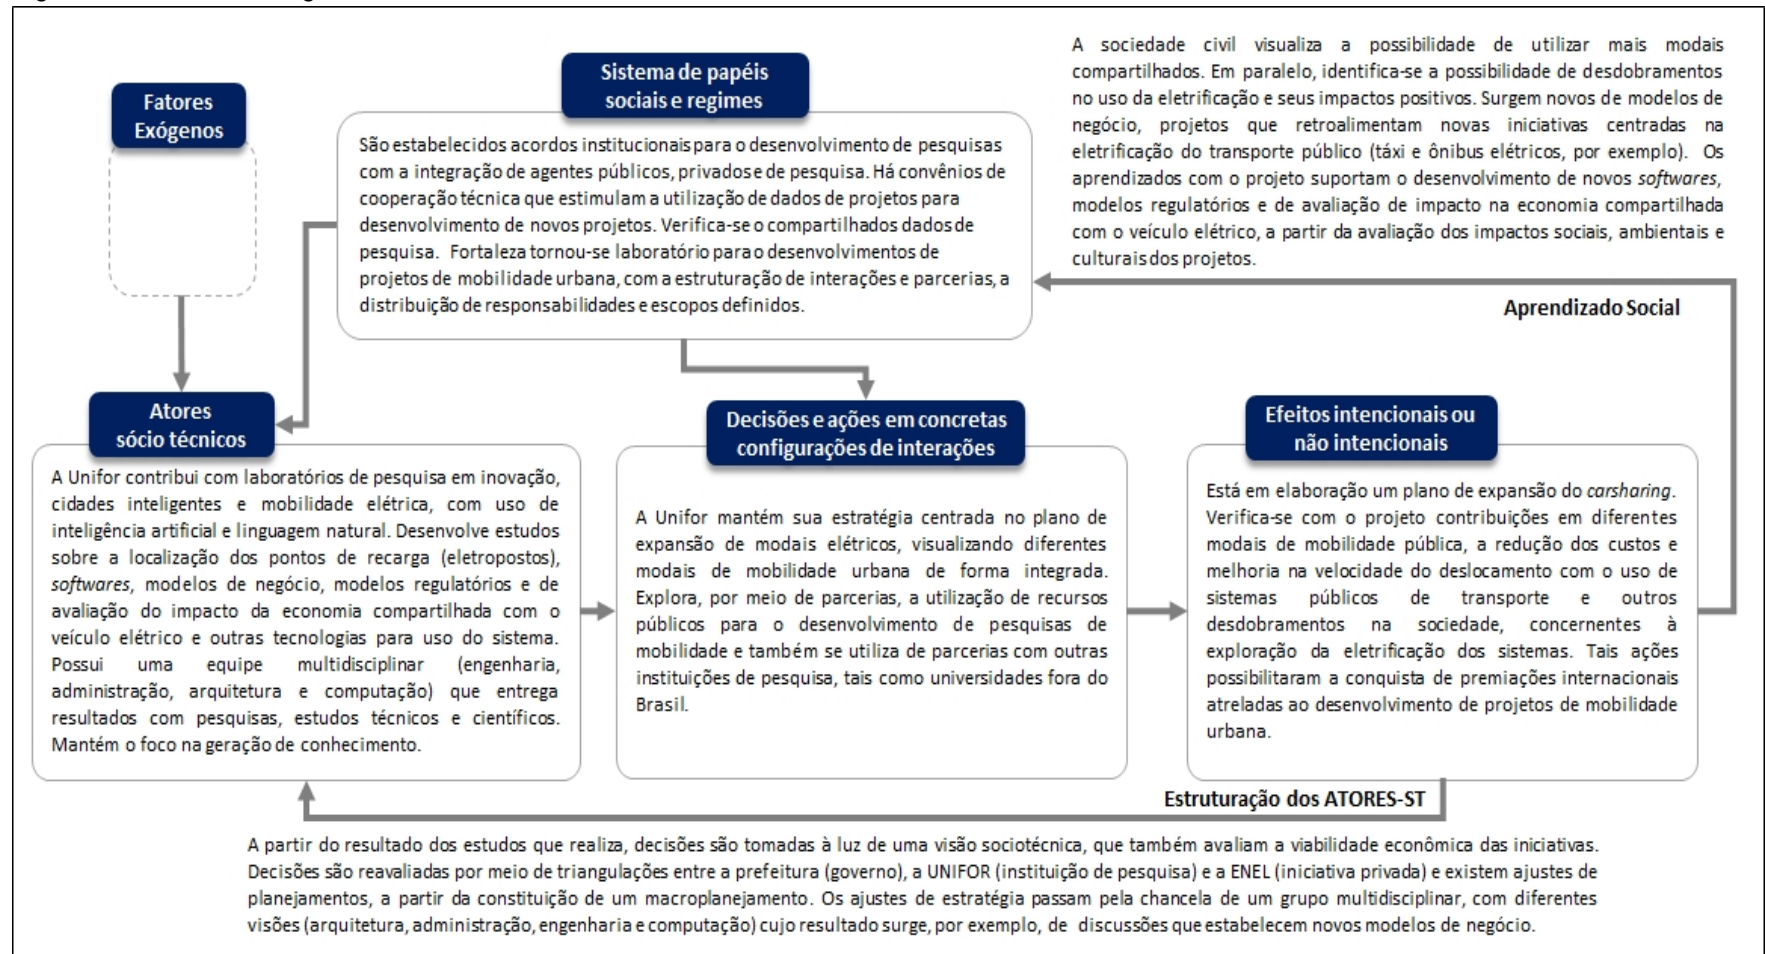 Fatores
Exógenos
Sistema de papéis
sociais e regimes
São estabelecidos acordos institucionais para o desenvolvimento de pesquisas
com a integração de agentes públicos, privados e de pesquisa. Há convênios de
cooperação técnica que estimulam a utilização de dados de projetos para
desenvolvimento de novos projetos. Verifica-se o compartilhados dados de
pesquisa. Fortaleza tornou-se laboratório para o desenvolvimentos de
projetos de mobilidade urbana, com a estruturação de interações e parcerias, a
distribuição de responsabilidades e escopos definidos.
A sociedade civil visualiza a possibilidade de utilizar mais modais
compartilhados. Em paralelo, identifica-se a possibilidade de desdobramentos
no uso da eletrificação e seus impactos positivos. Surgem novos de modelos de
negócio, projetos que retroalimentam novas iniciativas centradas na
eletrificação do transporte público (táxi e ônibus elétricos, por exemplo). Os
aprendizados com o projeto suportam o desenvolvimento de novos softwares,
modelos regulatórios e de avaliação de impacto na economia compartilhada
com o veículo elétrico, a partir da avaliação dos impactos sociais, ambientais e
culturais dos projetos.
Aprendizado Social
Atores
sócio técnicos
A Unifor contribui com laboratórios de pesquisa em inovação,
cidades inteligentes e mobilidade elétrica, com uso de
inteligência artificial e linguagem natural. Desenvolve estudos
sobre a localização dos pontos de recarga (eletropostos),
softwares, modelos de negócio, modelos regulatórios e de
avaliação do impacto da economia compartilhada com o
veículo elétrico e outras tecnologias para uso do sistema.
Possui uma equipe multidisciplinar (engenharia,
administração, arquitetura e computação) que entrega
resultados com pesquisas, estudos técnicos e científicos.
Mantém o foco na geração de conhecimento.
Decisões e ações em concretas
configurações de interações
A Unifor mantém sua estratégia centrada no plano de
expansão de modais elétricos, visualizando diferentes
modais de mobilidade urbana de forma integrada.
Explora, por meio de parcerias, a utilização de recursos
públicos para o desenvolvimento de pesquisas de
mobilidade e também se utiliza de parcerias com outras
instituições de pesquisa, tais como universidades fora do
Brasil.
Efeitos intencionais ou
não intencionais
Está em elaboração um plano de expansão do carsharing.
Verifica-se com o projeto contribuições em diferentes
modais de mobilidade pública, a redução dos custos e
melhoria na velocidade do deslocamento com o uso de
sistemas públicos de transporte e outros
desdobramentos na sociedade, concernentes à
exploração da eletrificação dos sistemas. Tais ações
possibilitaram a conquista de premiações internacionais
atreladas ao desenvolvimento de projetos de mobilidade
urbana.
Estruturação dos ATORES-ST
A partir do resultado dos estudos que realiza, decisões são tomadas à luz de uma visão sociotécnica, que também avaliam a viabilidade econômica das iniciativas.
Decisões são reavaliadas por meio de triangulações entre a prefeitura (governo), a UNIFOR (instituição de pesquisa) e a ENEL (iniciativa privada) e existem ajustes de
planejamentos, a partir da constituição de um macroplanejamento. Os ajustes de estratégia passam pela chancela de um grupo multidisciplinar, com diferentes
visões (arquitetura, administração, engenharia e computação) cujo resultado surge, por exemplo, de discussões que estabelecem novos modelos de negócio.